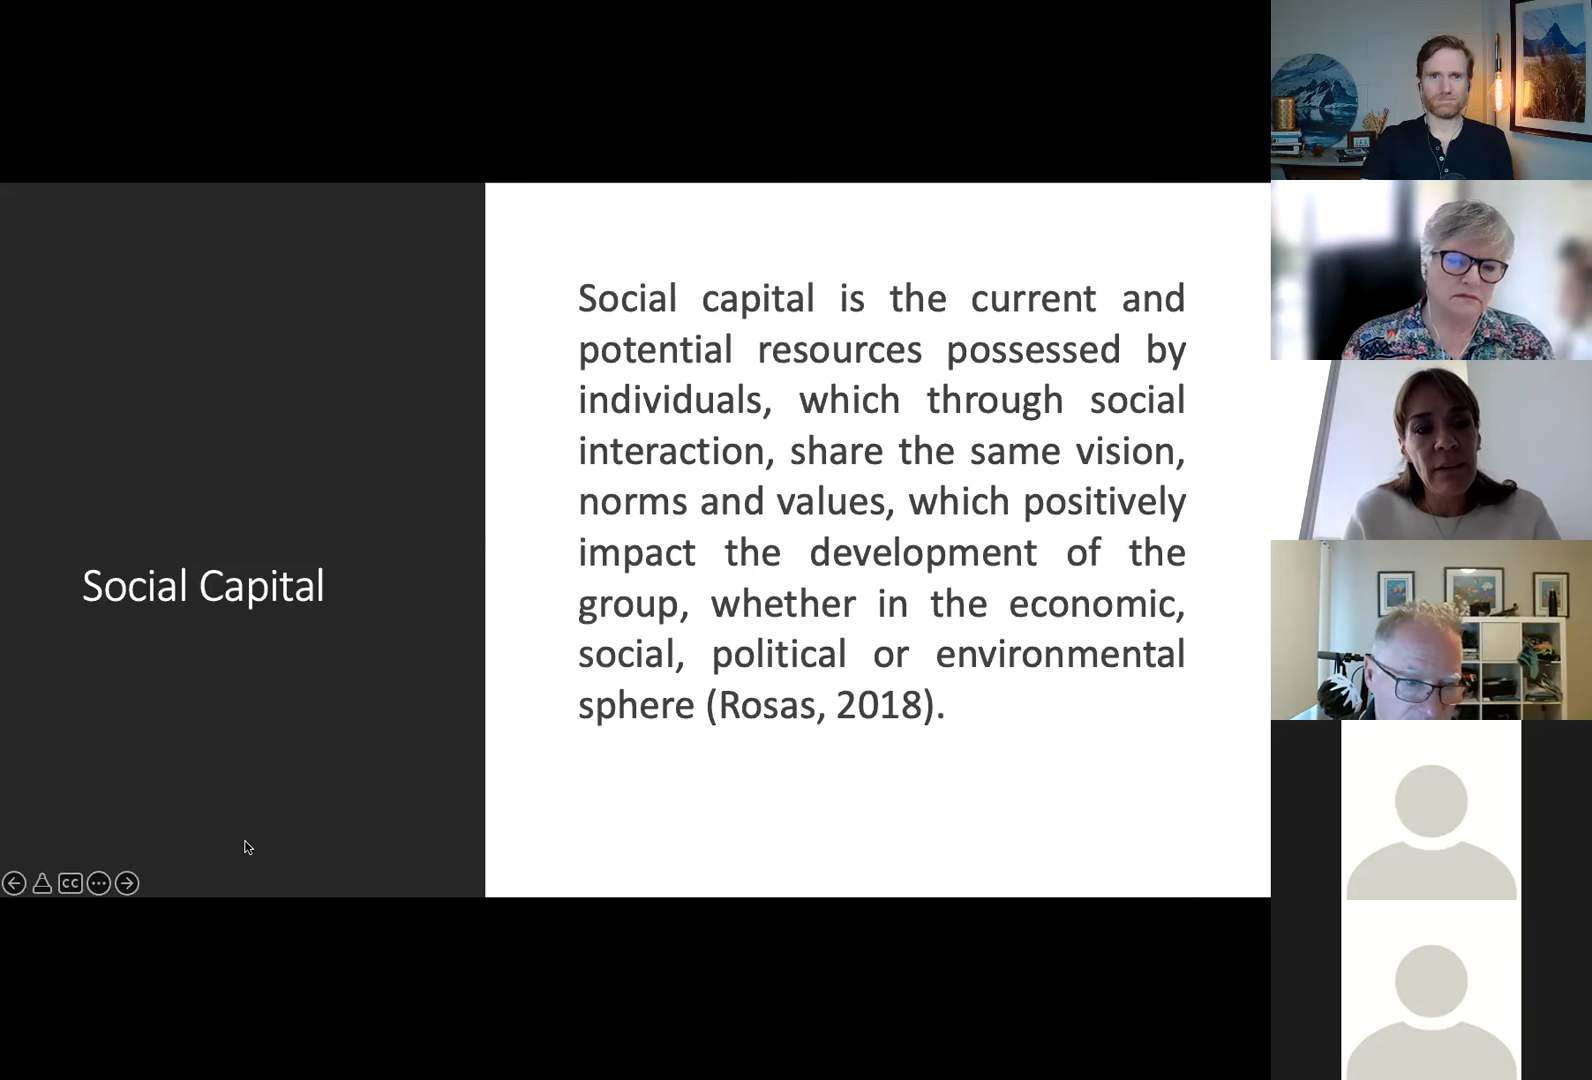 Social Capital
Social capital is the current and
potential resources possessed by
individuals, which through social
interaction, share the same vision,
norms and values, which positively
impact the development of the
group, whether in the economic,
social, political or environmental
sphere (Rosas, 2018).
CC